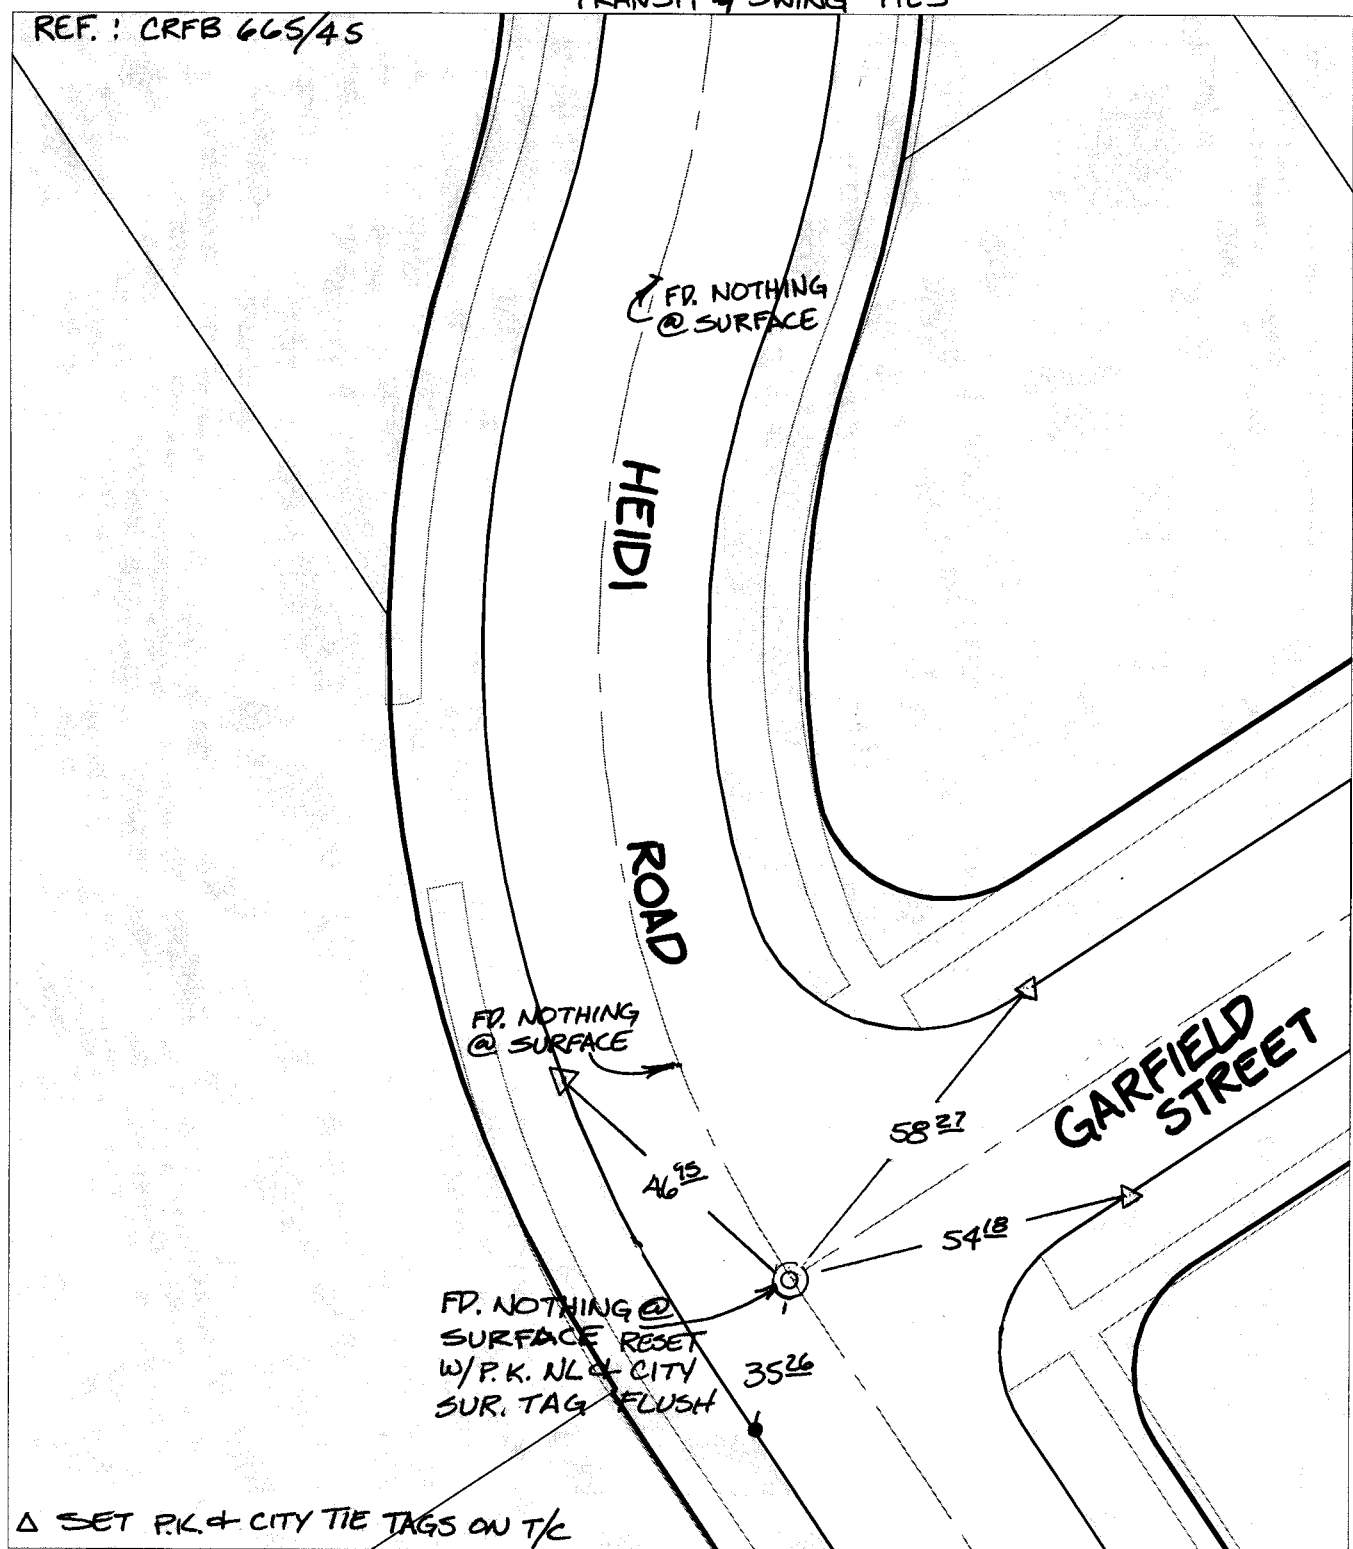 TRANSIT & SWING TIES
REF. : CRFB 665/45
FD. NOTHING
@ SURFACE
HEIDI
ROAD
FD. NOTHING
@ SURFACE
GARFIELD
STREET
58 27
46 95
54 18
FD. NOTHING @
SURFACE RESET
W/P.K. NL & CITY
SUR. TAG FLUSH
35 26
Δ SET P.K. & CITY TIE TAGS ON T/C